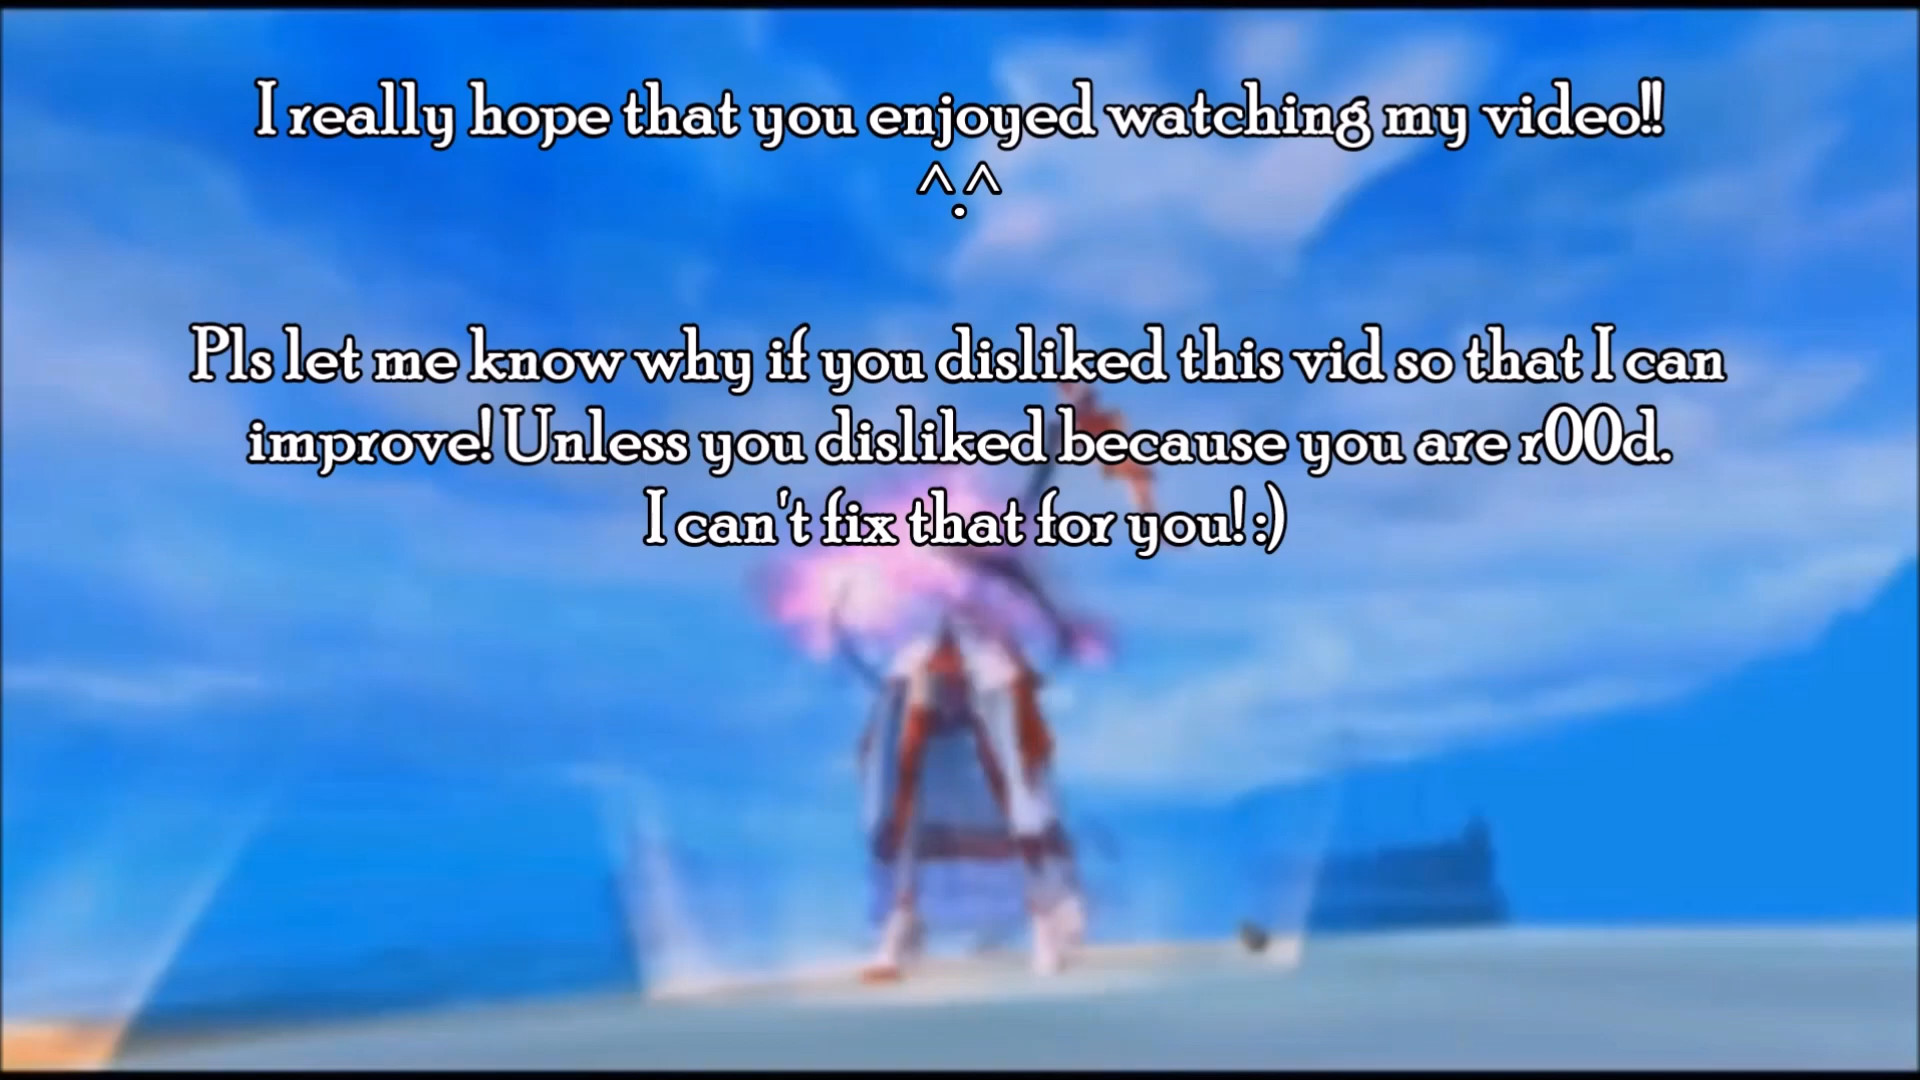 I really hope that you enjoyed watching my video!!
^.^
Pls let me know why if you disliked this vid so that I can
improve! Unless you disliked because you are r00d.
I can't fix that for you! :)